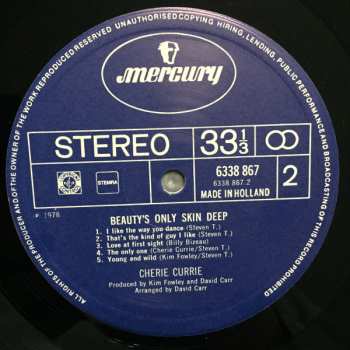 ALL RIGHTS OF THE PRODUCER AND OF THE OWNER OF THE WORK REPRODUCED RESERVED. UNAUTHORISED COPYING, HIRING, LENDING, PUBLIC PERFORMANCE AND BROADCASTING OF THIS RECORD PROHIBITED
mercury
STEREO
33 1/3
STEMRA
6338 867
6338 867.2
MADE IN HOLLAND
2
℗ 1978
BEAUTY'S ONLY SKIN DEEP
1. I like the way you dance (Steven T.)
2. That's the kind of guy I like (Steven T.)
3. Love at first sight (Billy Bizeau)
4. The only one (Cherie Currie/Steven T.)
5. Young and wild (Kim Fowley/Steven T.)
CHERIE CURRIE
Produced by Kim Fowley and David Carr
Arranged by David Carr